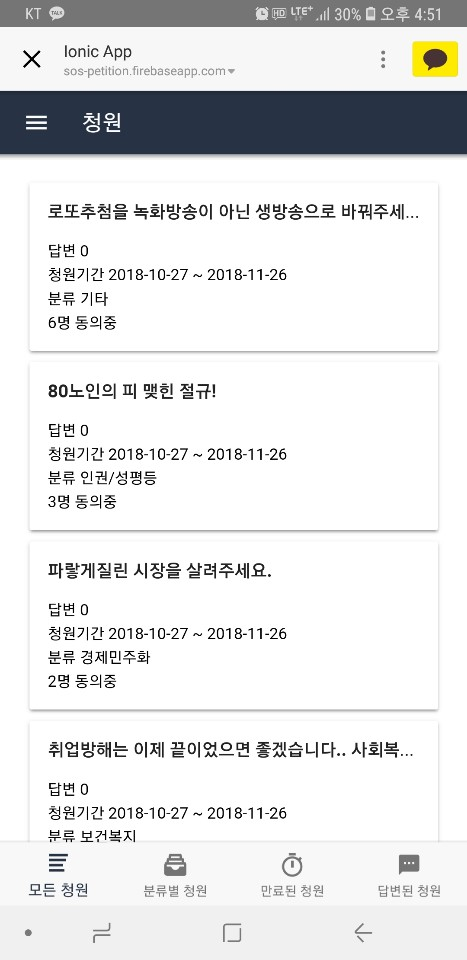 KT TALK HD LTE+ 30% 오후 4:51
Ionic App
sos-petition.firebaseapp.com
청원
로또추첨을 녹화방송이 아닌 생방송으로 바꿔주세...
답변 0
청원기간 2018-10-27 ~ 2018-11-26
분류 기타
6명 동의중
80노인의 피 맺힌 절규!
답변 0
청원기간 2018-10-27 ~ 2018-11-26
분류 인권/성평등
3명 동의중
파랗게질린 시장을 살려주세요.
답변 0
청원기간 2018-10-27 ~ 2018-11-26
분류 경제민주화
2명 동의중
취업방해는 이제 끝이었으면 좋겠습니다.. 사회복...
답변 0
청원기간 2018-10-27 ~ 2018-11-26
분류 보건복지
모든 청원 분류별 청원 만료된 청원 답변된 청원